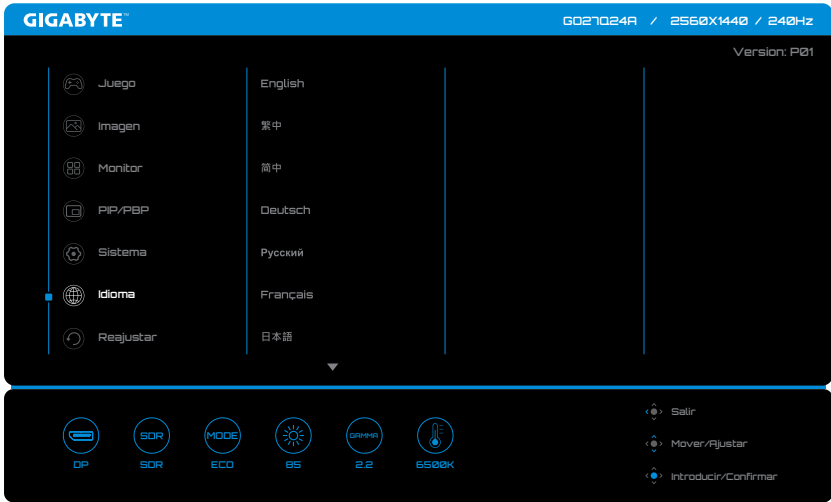 GIGABYTE™
GO27Q24A / 2560X1440 / 240Hz
Version: P01
Juego
English
Imagen
繁中
Monitor
简中
PIP/PBP
Deutsch
Sistema
Русский
Idioma
Français
Reajustar
日本語
Salir
SDR
MODE
GAMMA
DP
SDR
ECO
85
2.2
6500K
Mover/Ajustar
Introducir/Confirmar